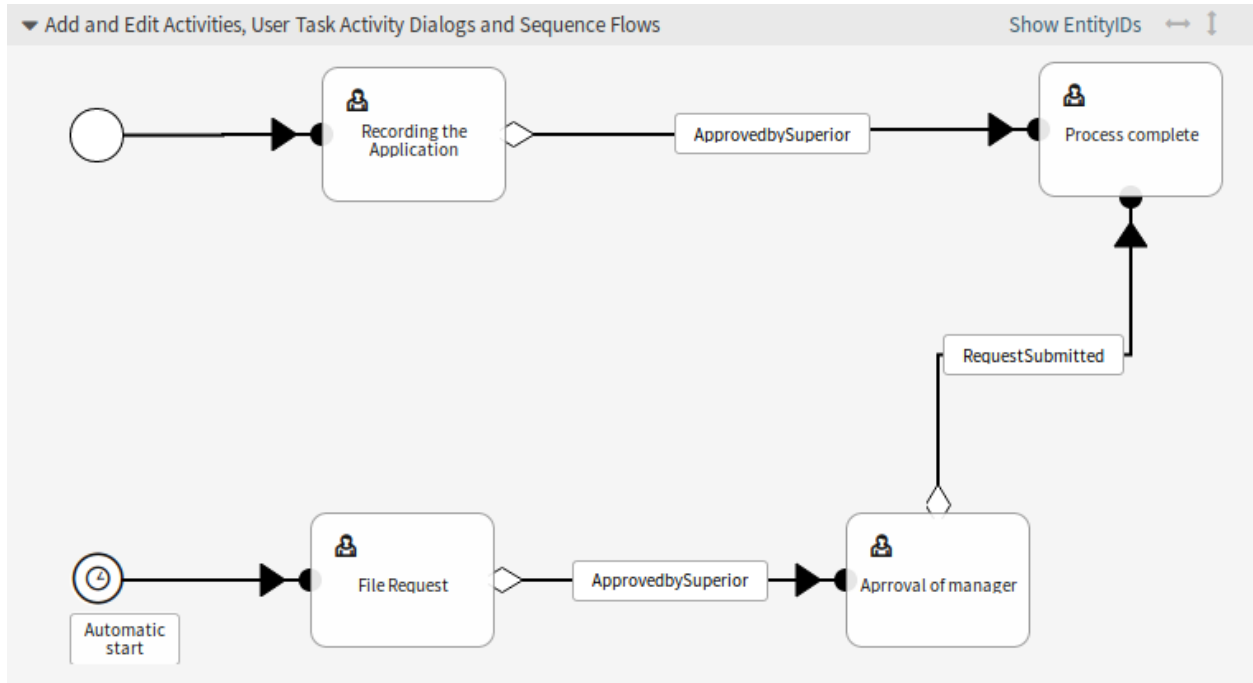 Add and Edit Activities, User Task Activity Dialogs and Sequence Flows
Show EntityIDs
Recording the
Application
ApprovedbySuperior
Process complete
RequestSubmitted
File Request
ApprovedbySuperior
Aprroval of manager
Automatic
start